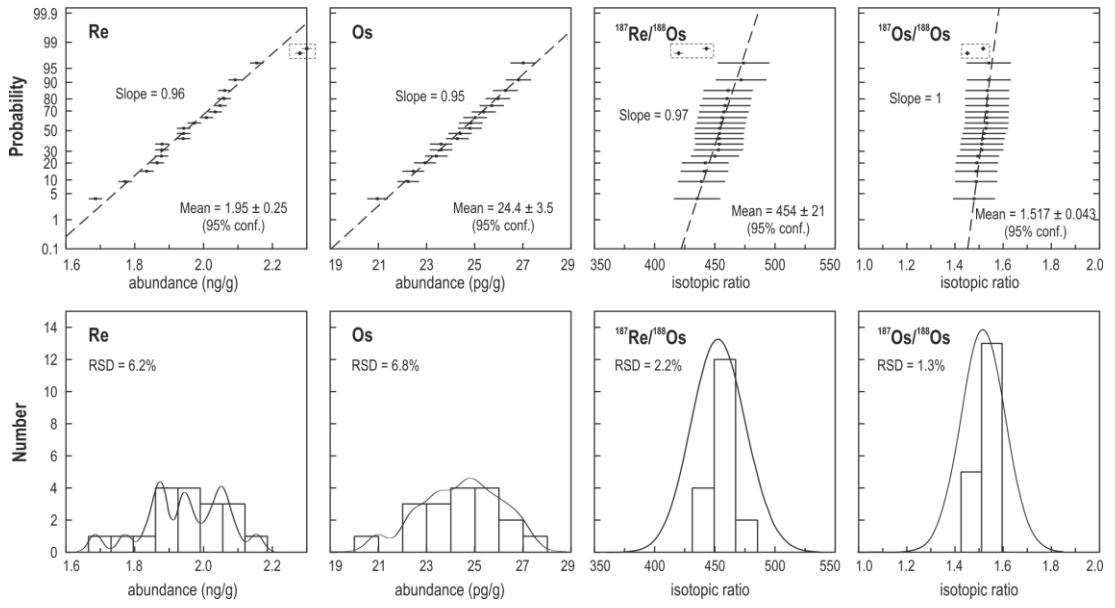 99.9
99
95
90
80
70
50
30
20
10
5
1
0.1
Probability
Re
Slope = 0.96
Mean = 1.95 ± 0.25
(95% conf.)
1.6
1.8
2.0
2.2
abundance (ng/g)
Os
Slope = 0.95
Mean = 24.4 ± 3.5
(95% conf.)
19
21
23
25
27
29
abundance (pg/g)
¹⁸⁷Re/¹⁸⁸Os
Slope = 0.97
Mean = 454 ± 21
(95% conf.)
350
400
450
500
550
isotopic ratio
¹⁸⁷Os/¹⁸⁸Os
Slope = 1
Mean = 1.517 ± 0.043
(95% conf.)
1.0
1.2
1.4
1.6
1.8
2.0
isotopic ratio
14
12
10
8
6
4
2
0
Number
Re
RSD = 6.2%
1.6
1.8
2.0
2.2
abundance (ng/g)
Os
RSD = 6.8%
19
21
23
25
27
29
abundance (pg/g)
¹⁸⁷Re/¹⁸⁸Os
RSD = 2.2%
350
400
450
500
550
isotopic ratio
¹⁸⁷Os/¹⁸⁸Os
RSD = 1.3%
1.0
1.2
1.4
1.6
1.8
2.0
isotopic ratio